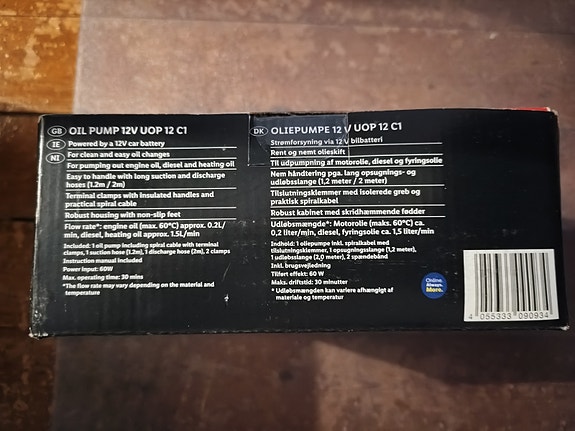 GB OIL PUMP 12V UOP 12 C1
IE Powered by a 12V car battery
NI For clean and easy oil changes
For pumping out engine oil, diesel and heating oil
Easy to handle with long suction and discharge
hoses (1.2m / 2m)
Terminal clamps with insulated handles and
practical spiral cable
Robust housing with non-slip feet
Flow rate*: engine oil (max. 60°C) approx. 0.2L/
min, diesel, heating oil approx. 1.5L/min
Included: 1 oil pump including spiral cable with terminal
clamps, 1 suction hose (1.2m), 1 discharge hose (2m), 2 clamps
Instruction manual included
Power input: 60W
Max. operating time: 30 mins
*The flow rate may vary depending on the material and
temperature
DK OLIEPUMPE 12 V UOP 12 C1
Strømforsyning via 12 V bilbatteri
Rent og nemt olieskift
Til udpumpning af motorolie, diesel og fyringsolie
Nem håndtering pga. lang opsugnings- og
udløbsslange (1,2 meter / 2 meter)
Tilslutningsklemmer med isolerede greb og
praktisk spiralkabel
Robust kabinet med skridhæmmende fødder
Udløbsmængde*: Motorolie (maks. 60°C) ca.
0,2 liter/min, diesel, fyringsolie ca. 1,5 liter/min
Indhold: 1 oliepumpe inkl. spiralkabel med
tilslutningsklemmer, 1 opsugningsslange (1,2 meter),
1 udløbsslange (2,0 meter), 2 spændebånd
Inkl. brugsvejledning
Tilført effekt: 60 W
Maks. driftstid: 30 minutter
* Udløbsmængden kan variere afhængigt af
materiale og temperatur
Online.
Always.
More.
4 055333 090934